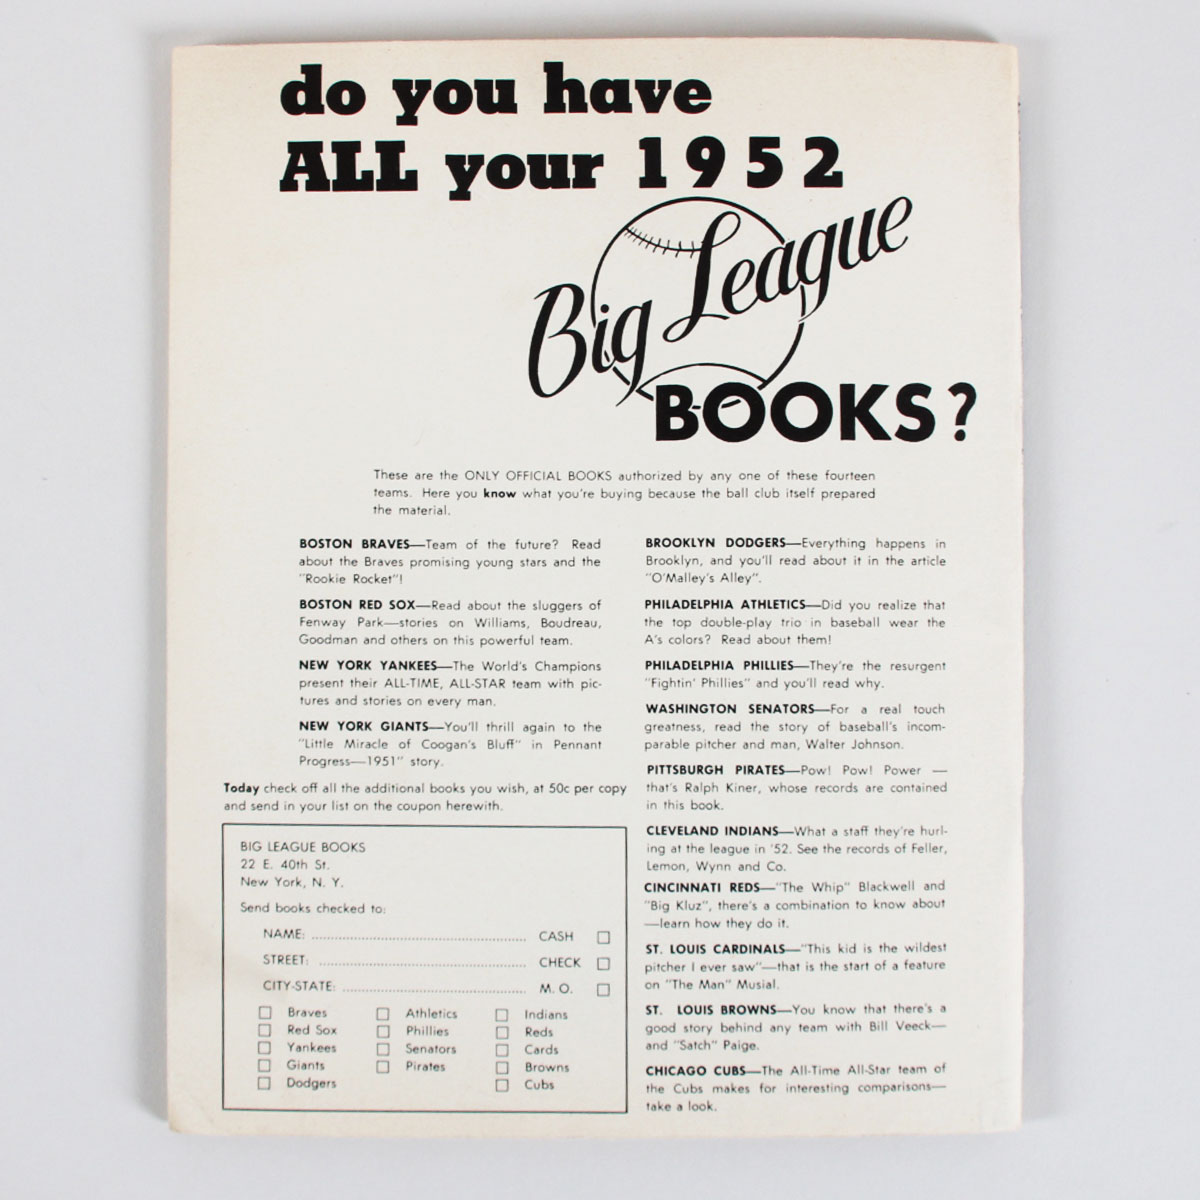 do you have
ALL your 1952
Big League
BOOKS?
These are the ONLY OFFICIAL BOOKS authorized by any one of these fourteen
teams. Here you know what you're buying because the ball club itself prepared
the material.
BOSTON BRAVES—Team of the future? Read
about the Braves promising young stars and the
"Rookie Rocket"!
BOSTON RED SOX—Read about the sluggers of
Fenway Park—stories on Williams, Boudreau,
Goodman and others on this powerful team.
NEW YORK YANKEES—The World's Champions
present their ALL-TIME, ALL-STAR team with pic-
tures and stories on every man.
NEW YORK GIANTS—You'll thrill again to the
"Little Miracle of Coogan's Bluff" in Pennant
Progress—1951" story.
Today check off all the additional books you wish, at 50c per copy
and send in your list on the coupon herewith.
BIG LEAGUE BOOKS
22 E. 40th St.
New York, N. Y.
Send books checked to:
NAME: CASH
STREET: CHECK
CITY-STATE: M. O.
Braves Athletics Indians
Red Sox Phillies Reds
Yankees Senators Cards
Giants Pirates Browns
Dodgers Cubs
BROOKLYN DODGERS—Everything happens in
Brooklyn, and you'll read about it in the article
"O'Malley's Alley".
PHILADELPHIA ATHLETICS—Did you realize that
the top double-play trio in baseball wear the
A's colors? Read about them!
PHILADELPHIA PHILLIES—They're the resurgent
"Fightin' Phillies" and you'll read why.
WASHINGTON SENATORS—For a real touch
greatness, read the story of baseball's incom-
parable pitcher and man, Walter Johnson.
PITTSBURGH PIRATES—Pow! Pow! Power —
that's Ralph Kiner, whose records are contained
in this book.
CLEVELAND INDIANS—What a staff they're hurl-
ing at the league in '52. See the records of Feller,
Lemon, Wynn and Co.
CINCINNATI REDS—"The Whip" Blackwell and
"Big Kluz", there's a combination to know about
—learn how they do it.
ST. LOUIS CARDINALS—"This kid is the wildest
pitcher I ever saw"—that is the start of a feature
on "The Man" Musial.
ST. LOUIS BROWNS—You know that there's a
good story behind any team with Bill Veeck—
and "Satch" Paige.
CHICAGO CUBS—The All-Time All-Star team of
the Cubs makes for interesting comparisons—
take a look.